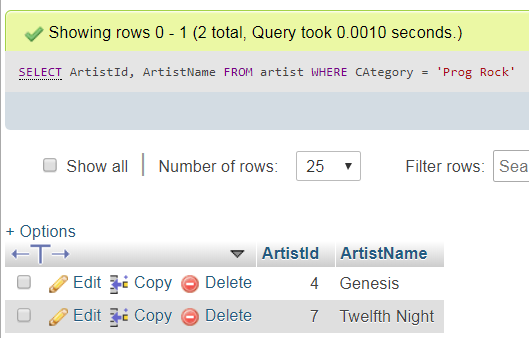 Showing rows 0 - 1 (2 total, Query took 0.0010 seconds.)
SELECT ArtistId, ArtistName FROM artist WHERE CAtegory = 'Prog Rock'
Show all | Number of rows: 25 Filter rows: Sea
+ Options
ArtistId ArtistName
Edit Copy Delete 4 Genesis
Edit Copy Delete 7 Twelfth Night